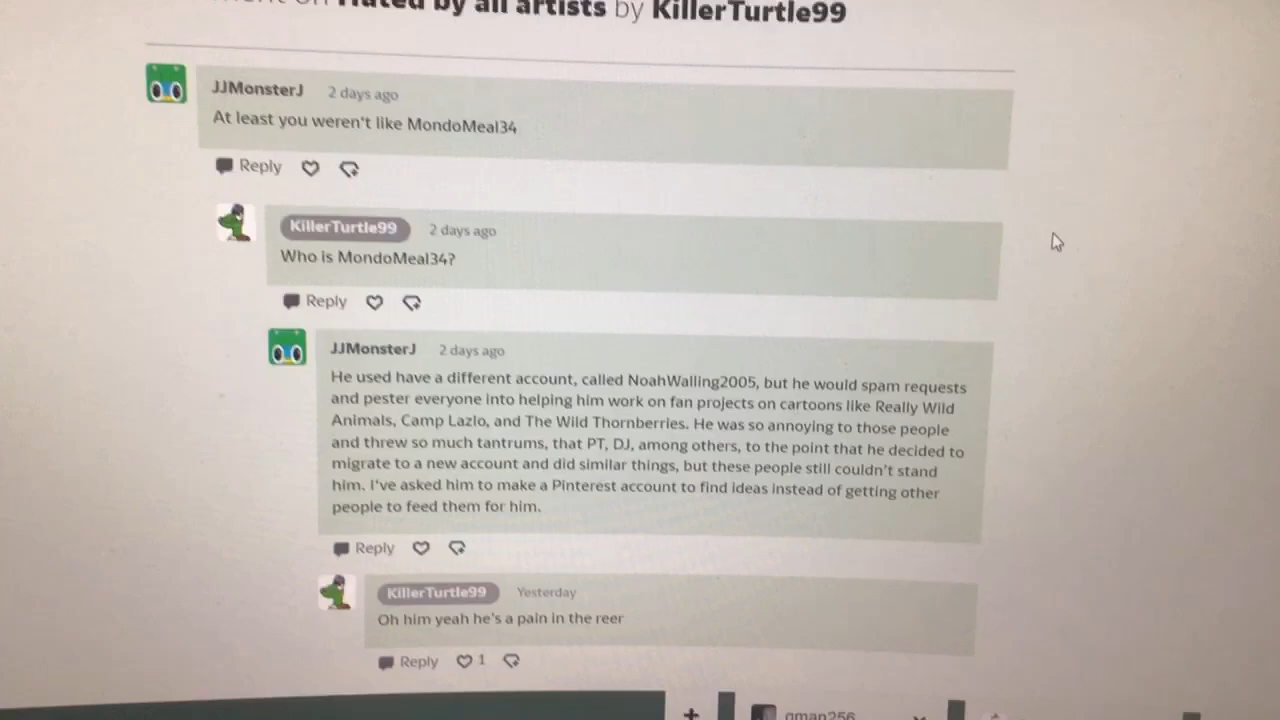 on Hated by all artists by KillerTurtle99
JJMonsterJ 2 days ago
At least you weren't like MondoMeal34
Reply
KillerTurtle99 2 days ago
Who is MondoMeal34?
Reply
JJMonsterJ 2 days ago
He used have a different account, called NoahWalling2005, but he would spam requests
and pester everyone into helping him work on fan projects on cartoons like Really Wild
Animals, Camp Lazlo, and The Wild Thornberries. He was so annoying to those people
and threw so much tantrums, that PT, DJ, among others, to the point that he decided to
migrate to a new account and did similar things, but these people still couldn't stand
him. I've asked him to make a Pinterest account to find ideas instead of getting other
people to feed them for him.
Reply
KillerTurtle99 Yesterday
Oh him yeah he's a pain in the reer
Reply 1
qman256